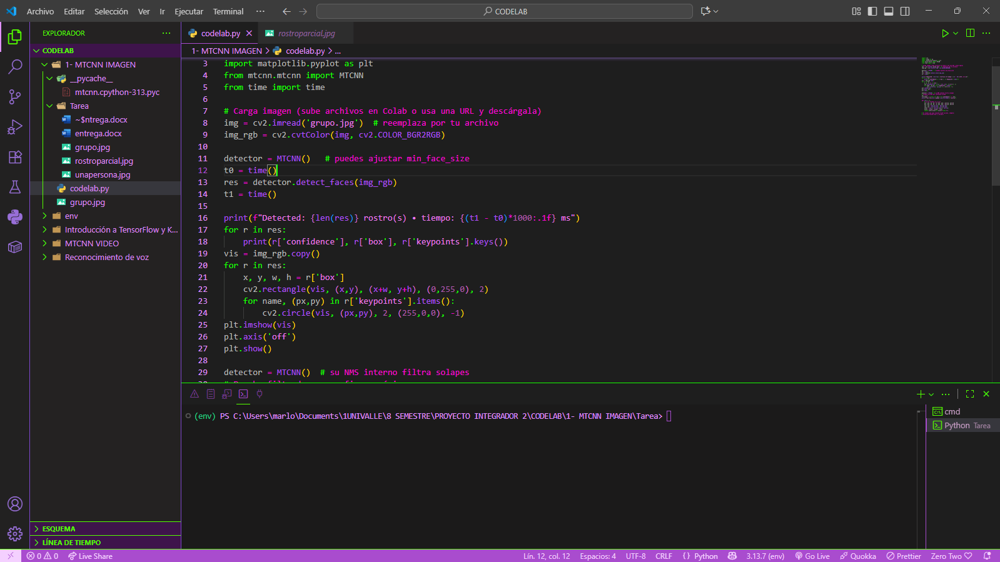 Archivo Editar Selección Ver Ir Ejecutar Terminal ··· CODELAB
EXPLORADOR
CODELAB
1- MTCNN IMAGEN
__pycache__
mtcnn.cpython-313.pyc
Tarea
~$ntrega.docx
entrega.docx
grupo.jpg
rostroparcial.jpg
unapersona.jpg
codelab.py
grupo.jpg
env
Introducción a TensorFlow y K...
MTCNN VIDEO
Reconocimiento de voz
ESQUEMA
LÍNEA DE TIEMPO
codelab.py rostroparcial.jpg
1- MTCNN IMAGEN > codelab.py > ...
3 import matplotlib.pyplot as plt
4 from mtcnn.mtcnn import MTCNN
5 from time import time
6
7 # Carga imagen (sube archivos en Colab o usa una URL y descárgala)
8 img = cv2.imread('grupo.jpg')  # reemplaza por tu archivo
9 img_rgb = cv2.cvtColor(img, cv2.COLOR_BGR2RGB)
10
11 detector = MTCNN()   # puedes ajustar min_face_size
12 t0 = time()
13 res = detector.detect_faces(img_rgb)
14 t1 = time()
15
16 print(f"Detected: {len(res)} rostro(s) • tiempo: {(t1 - t0)*1000:.1f} ms")
17 for r in res:
18     print(r['confidence'], r['box'], r['keypoints'].keys())
19 vis = img_rgb.copy()
20 for r in res:
21     x, y, w, h = r['box']
22     cv2.rectangle(vis, (x,y), (x+w, y+h), (0,255,0), 2)
23     for name, (px,py) in r['keypoints'].items():
24         cv2.circle(vis, (px,py), 2, (255,0,0), -1)
25 plt.imshow(vis)
26 plt.axis('off')
27 plt.show()
28
29 detector = MTCNN()  # su NMS interno filtra solapes
(env) PS C:\Users\marlo\Documents\1UNIVALLE\8 SEMESTRE\PROYECTO INTEGRADOR 2\CODELAB\1- MTCNN IMAGEN\Tarea>
cmd
Python Tarea
0 0 Live Share Lín. 12, col. 12 Espacios: 4 UTF-8 CRLF {} Python 3.13.7 (env) Go Live Quokka Prettier Zero Two